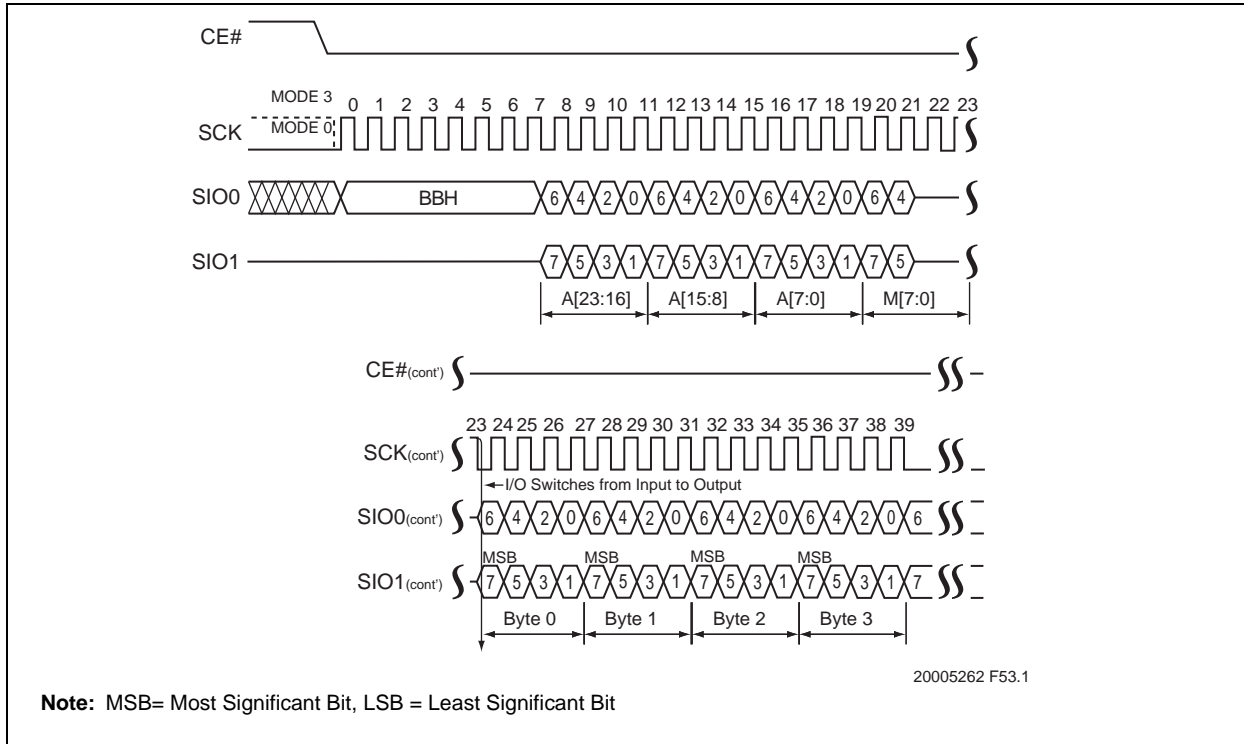 CE#
MODE 3
0 1 2 3 4 5 6 7 8 9 10 11 12 13 14 15 16 17 18 19 20 21 22 23
SCK
MODE 0
SIO0
BBH
6 4 2 0 6 4 2 0 6 4 2 0 6 4
SIO1
7 5 3 1 7 5 3 1 7 5 3 1 7 5
A[23:16] A[15:8] A[7:0] M[7:0]
CE#(cont')
23 24 25 26 27 28 29 30 31 32 33 34 35 36 37 38 39
SCK(cont')
I/O Switches from Input to Output
SIO0(cont')
6 4 2 0 6 4 2 0 6 4 2 0 6 4 2 0 6
MSB MSB MSB MSB
SIO1(cont')
7 5 3 1 7 5 3 1 7 5 3 1 7 5 3 1 7
Byte 0 Byte 1 Byte 2 Byte 3
20005262 F53.1
Note: MSB= Most Significant Bit, LSB = Least Significant Bit